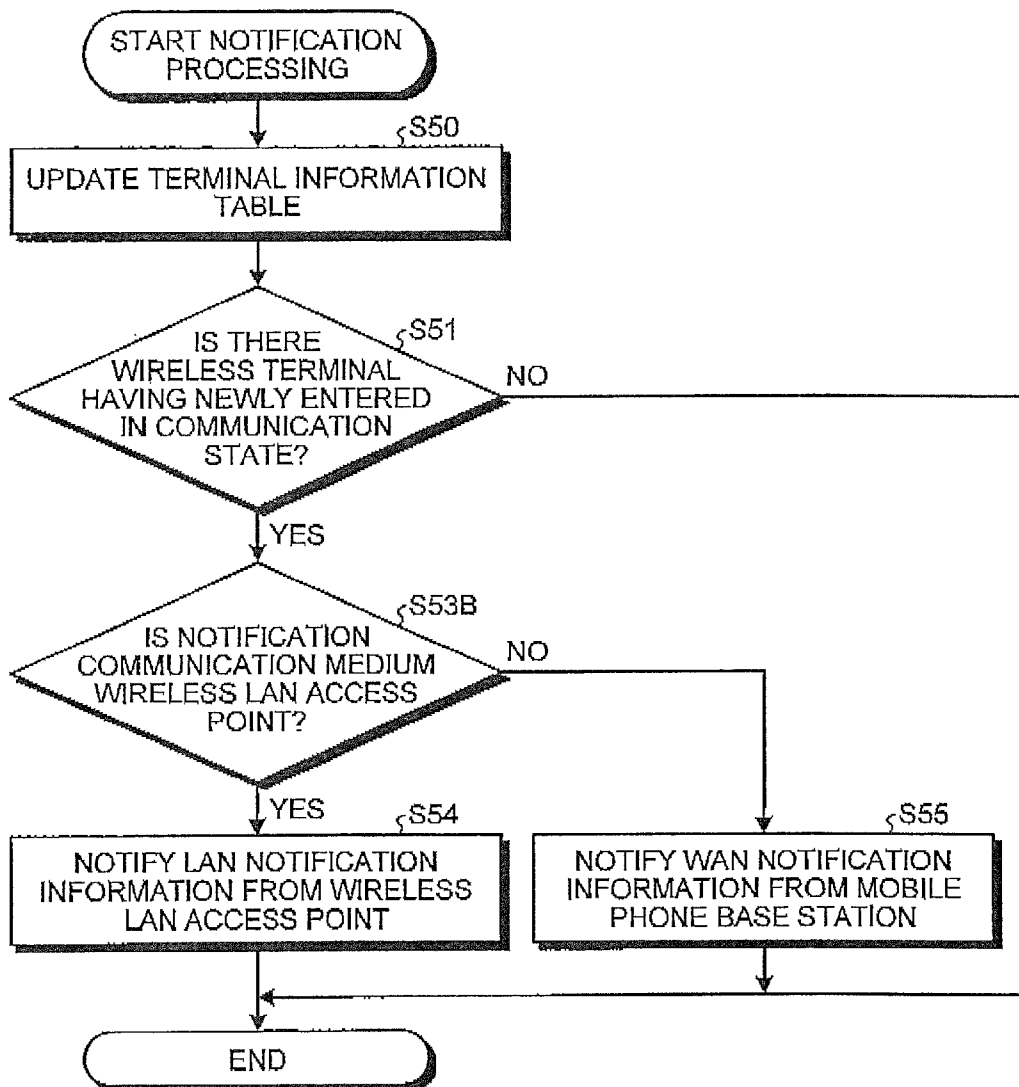 START NOTIFICATION
PROCESSING
S50
UPDATE TERMINAL INFORMATION
TABLE
S51
IS THERE
WIRELESS TERMINAL
HAVING NEWLY ENTERED
IN COMMUNICATION
STATE?
NO
YES
S53B
IS NOTIFICATION
COMMUNICATION MEDIUM
WIRELESS LAN ACCESS
POINT?
NO
YES
S54
NOTIFY LAN NOTIFICATION
INFORMATION FROM WIRELESS
LAN ACCESS POINT
S55
NOTIFY WAN NOTIFICATION
INFORMATION FROM MOBILE
PHONE BASE STATION
END